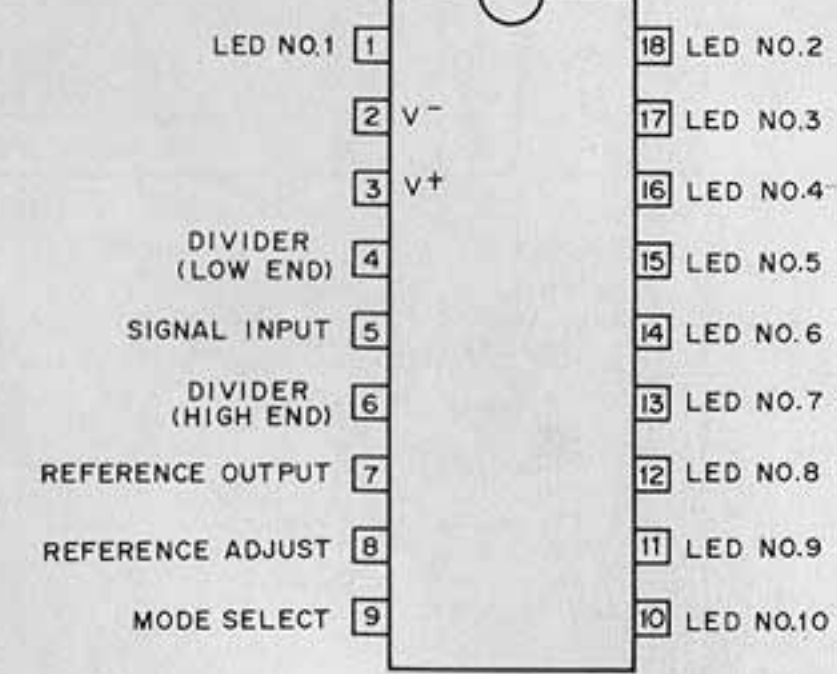 LED NO.1 1
2 V-
3 V+
DIVIDER
(LOW END) 4
SIGNAL INPUT 5
DIVIDER
(HIGH END) 6
REFERENCE OUTPUT 7
REFERENCE ADJUST 8
MODE SELECT 9
18 LED NO.2
17 LED NO.3
16 LED NO.4
15 LED NO.5
14 LED NO.6
13 LED NO.7
12 LED NO.8
11 LED NO.9
10 LED NO.10